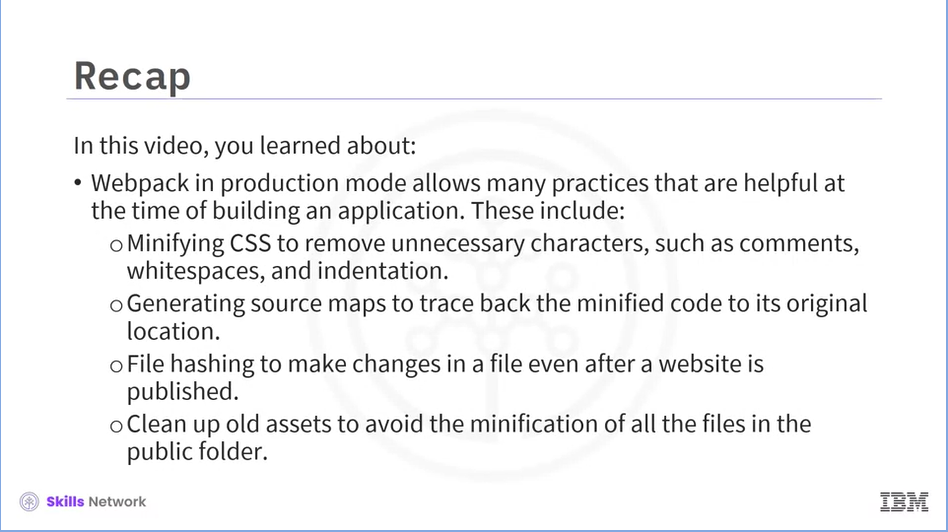 Recap
In this video, you learned about:
• Webpack in production mode allows many practices that are helpful at
the time of building an application. These include:
○ Minifying CSS to remove unnecessary characters, such as comments,
whitespaces, and indentation.
○ Generating source maps to trace back the minified code to its original
location.
○ File hashing to make changes in a file even after a website is
published.
○ Clean up old assets to avoid the minification of all the files in the
public folder.
Skills Network
IBM